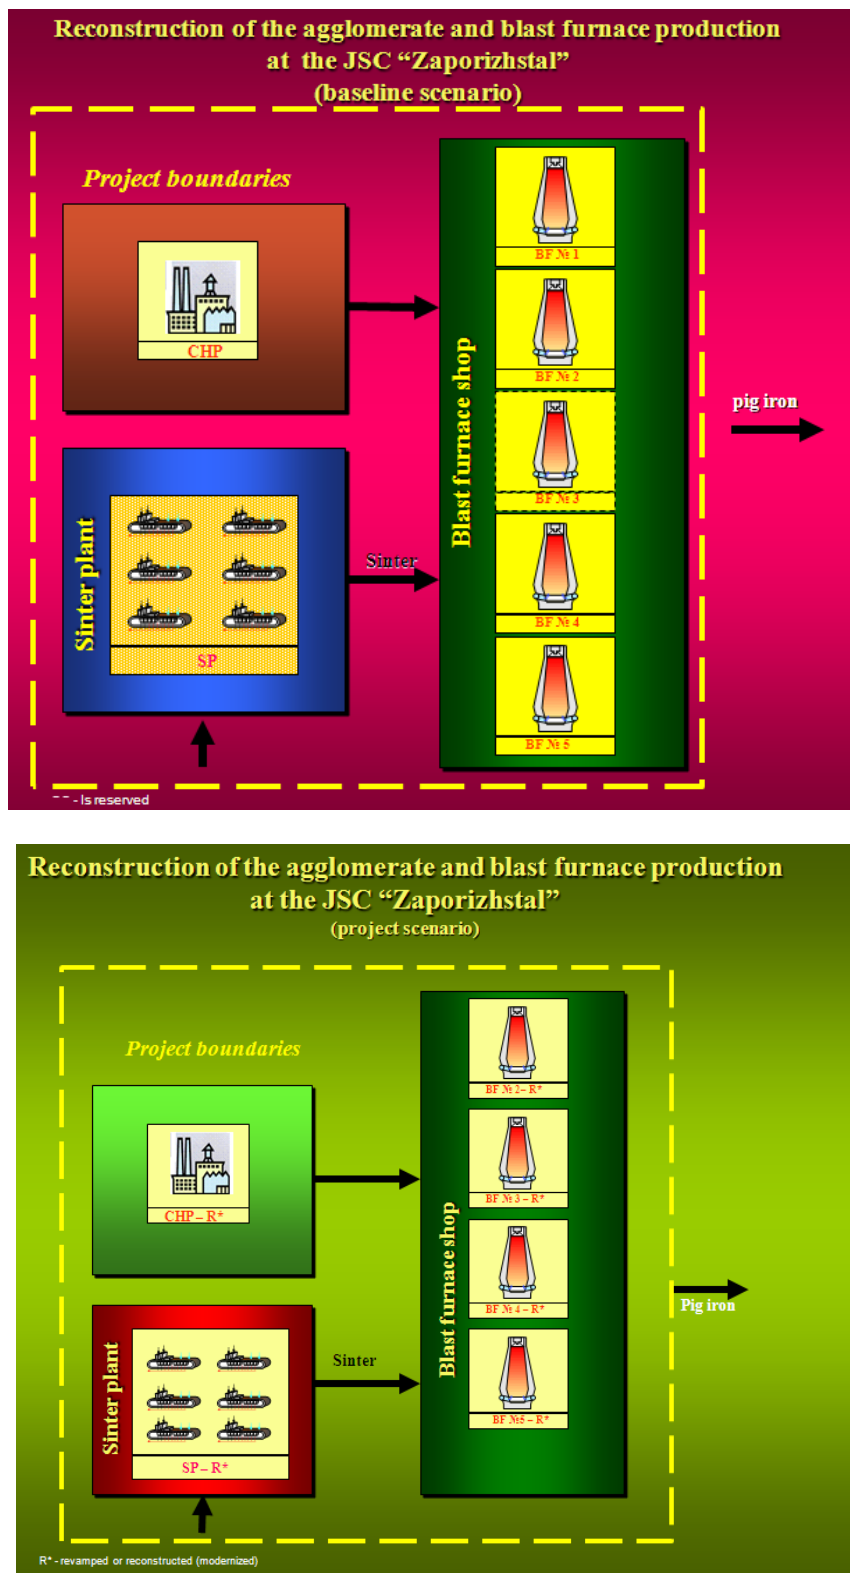 Reconstruction of the agglomerate and blast furnace production
at the JSC “Zaporizhstal”
(baseline scenario)
Project boundaries
CHP
Sinter plant
SP
Sinter
Blast furnace shop
BF № 1
BF № 2
BF № 3
BF № 4
BF № 5
pig iron
– – - Is reserved
Reconstruction of the agglomerate and blast furnace production
at the JSC “Zaporizhstal”
(project scenario)
Project boundaries
CHP – R*
Sinter plant
SP – R*
Sinter
Blast furnace shop
BF № 2 – R*
BF № 3 – R*
BF № 4 – R*
BF №5 – R*
Pig iron
R* - revamped or reconstructed (modernized)